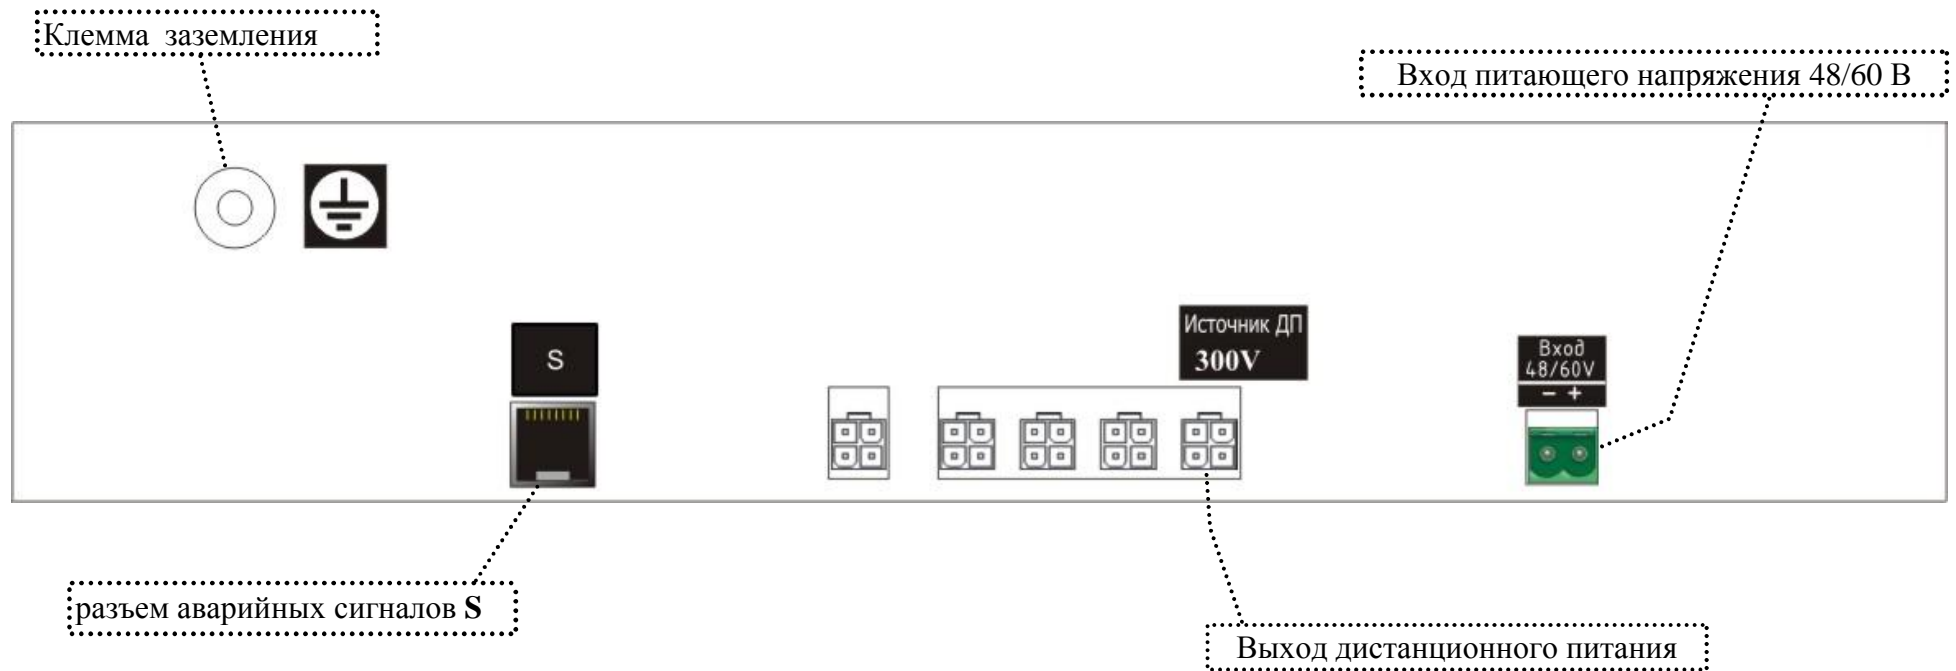 Клемма заземления
Вход питающего напряжения 48/60 В
Источник ДП
300V
S
Вход
48/60V
− +
разъем аварийных сигналов S
Выход дистанционного питания